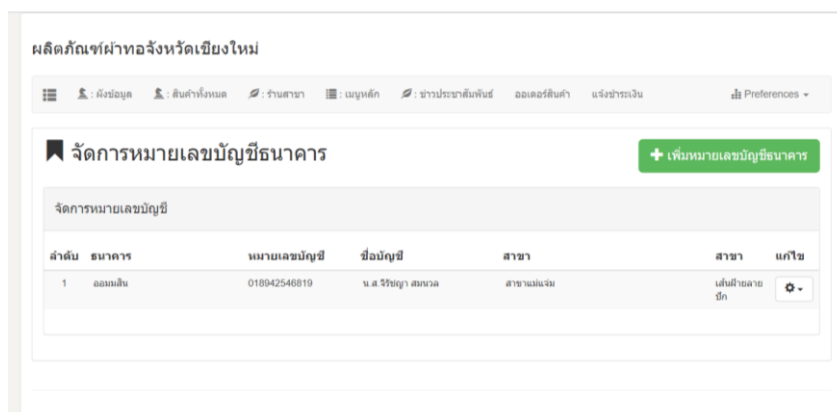 ผลิตภัณฑ์ผ้าทอจังหวัดเชียงใหม่
: ผังข้อมูล : สินค้าทั้งหมด : ร้านสาขา : เมนูหลัก : ข่าวประชาสัมพันธ์ ออเดอร์สินค้า แจ้งชำระเงิน Preferences
จัดการหมายเลขบัญชีธนาคาร เพิ่มหมายเลขบัญชีธนาคาร
จัดการหมายเลขบัญชี
ลำดับ ธนาคาร หมายเลขบัญชี ชื่อบัญชี สาขา สาขา แก้ไข
1 ออมมสิน 018942546819 น.ส.จิรัชญา สมนวล สาขาแม่แจ่ม เส้นฝ้ายลาย
ปัก